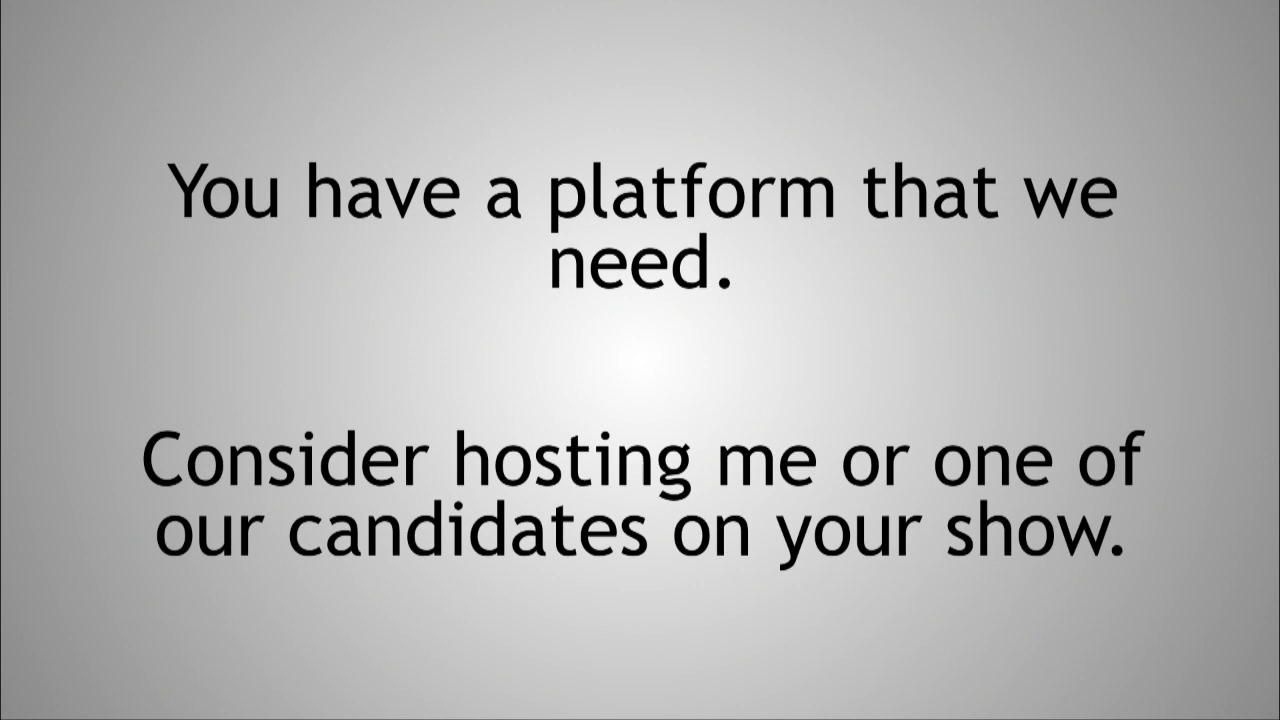 You have a platform that we
need.
Consider hosting me or one of
our candidates on your show.